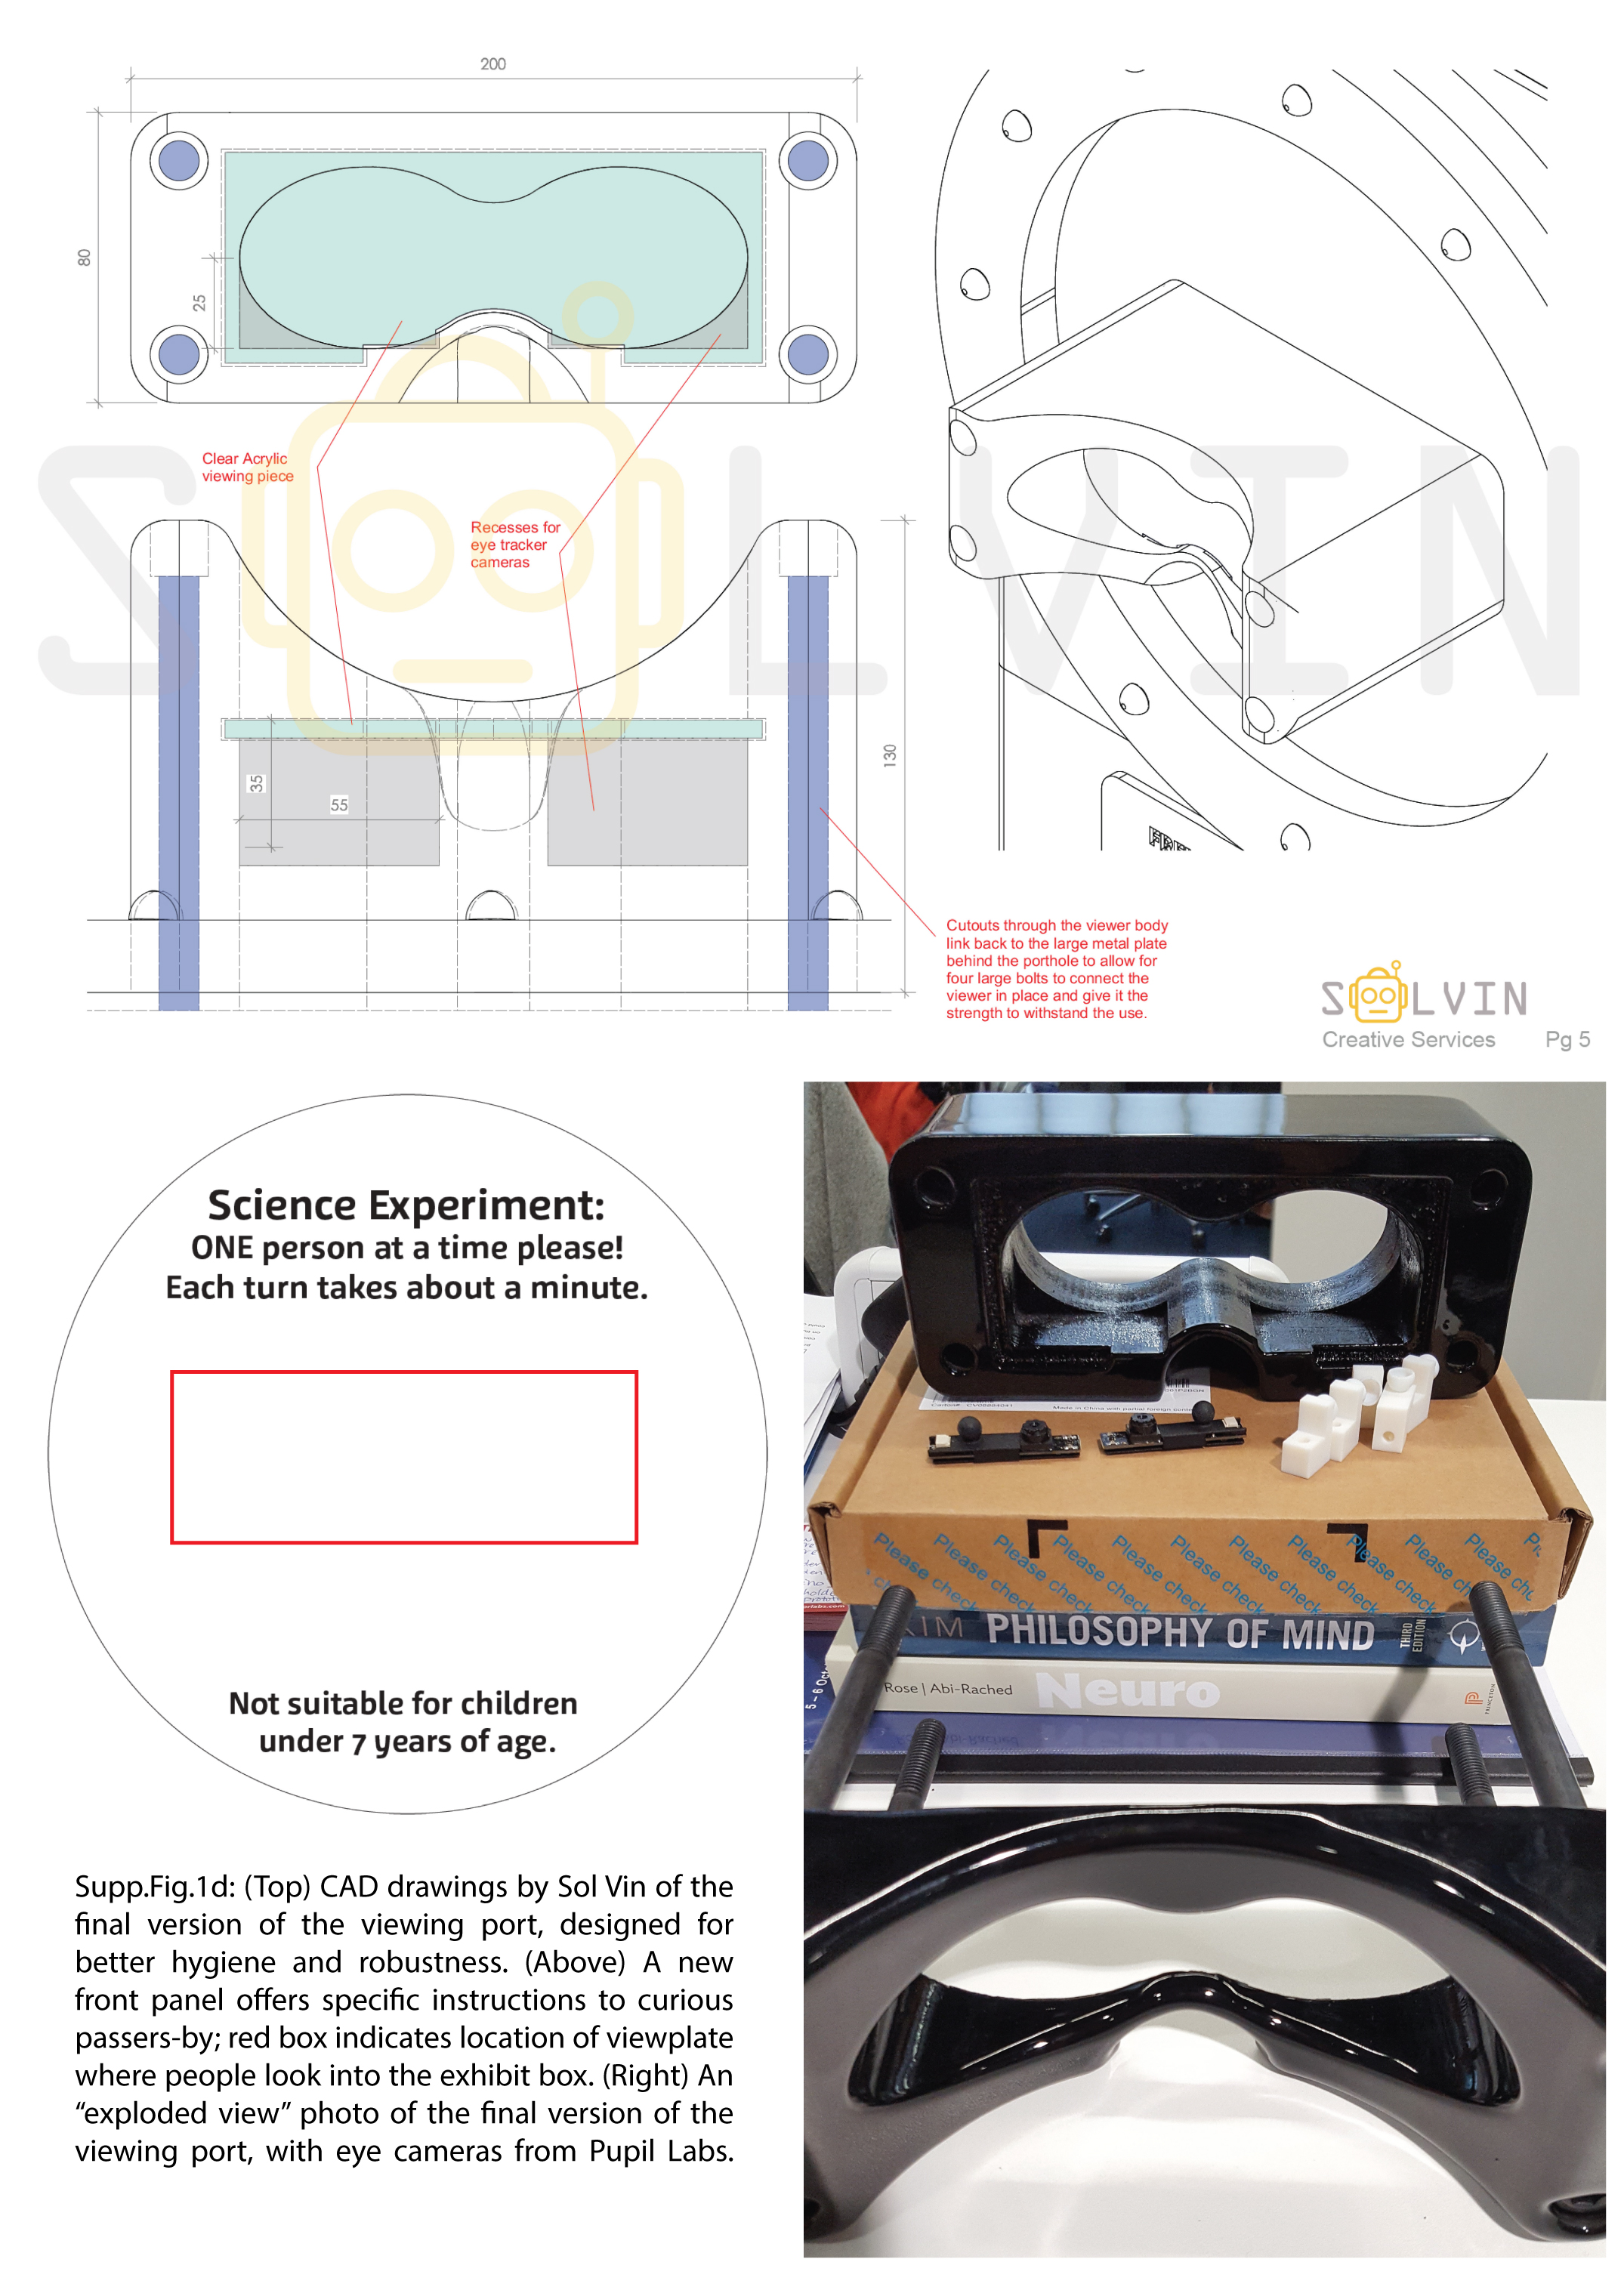 200
80
25
Clear Acrylic
viewing piece
Recesses for
eye tracker
cameras
35
55
130
Cutouts through the viewer body
link back to the large metal plate
behind the porthole to allow for
four large bolts to connect the
viewer in place and give it the
strength to withstand the use.
SOLVIN
SOLVIN
Creative Services Pg 5
Science Experiment:
ONE person at a time please!
Each turn takes about a minute.
Not suitable for children
under 7 years of age.
Please check Please check Please check Please check Please check Please check Please check Please check Please check
KIM PHILOSOPHY OF MIND THIRD EDITION
Rose | Abi-Rached Neuro PRINCETON
Supp.Fig.1d: (Top) CAD drawings by Sol Vin of the
final version of the viewing port, designed for
better hygiene and robustness. (Above) A new
front panel offers specific instructions to curious
passers-by; red box indicates location of viewplate
where people look into the exhibit box. (Right) An
“exploded view” photo of the final version of the
viewing port, with eye cameras from Pupil Labs.